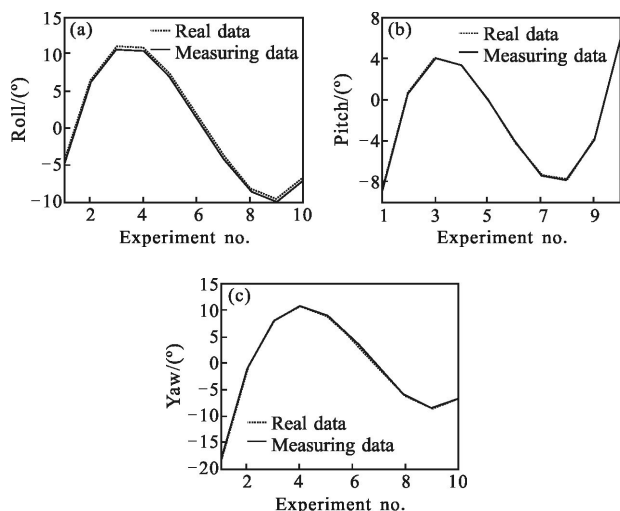 (a)
Real data
Measuring data
15
10
5
0
−5
−10
Roll/(º)
2
4
6
8
10
Experiment no.
(b)
Real data
Measuring data
8
4
0
−4
−8
Pitch/(º)
1
3
5
7
9
Experiment no.
(c)
Real data
Measuring data
15
10
5
0
−5
−10
−15
−20
Yaw/(º)
2
4
6
8
10
Experiment no.